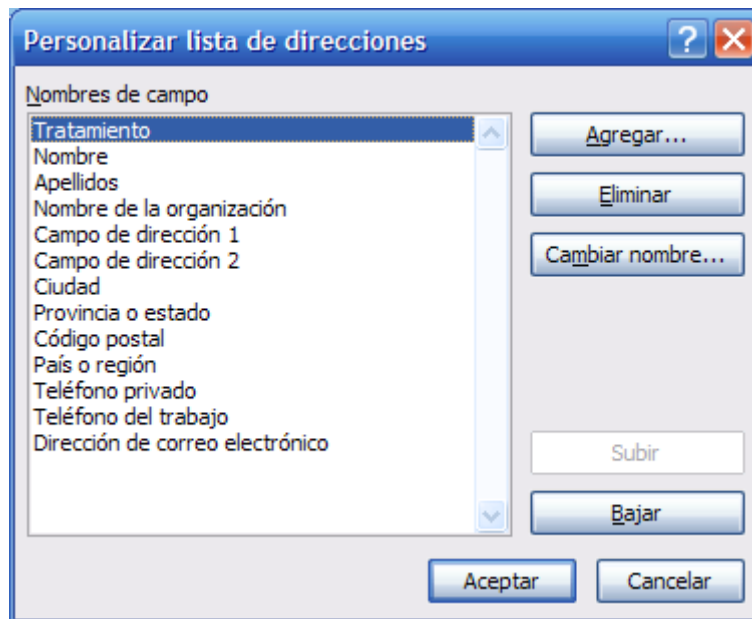 Personalizar lista de direcciones
Nombres de campo
Tratamiento
Nombre
Apellidos
Nombre de la organización
Campo de dirección 1
Campo de dirección 2
Ciudad
Provincia o estado
Código postal
País o región
Teléfono privado
Teléfono del trabajo
Dirección de correo electrónico
Agregar...
Eliminar
Cambiar nombre...
Subir
Bajar
Aceptar
Cancelar